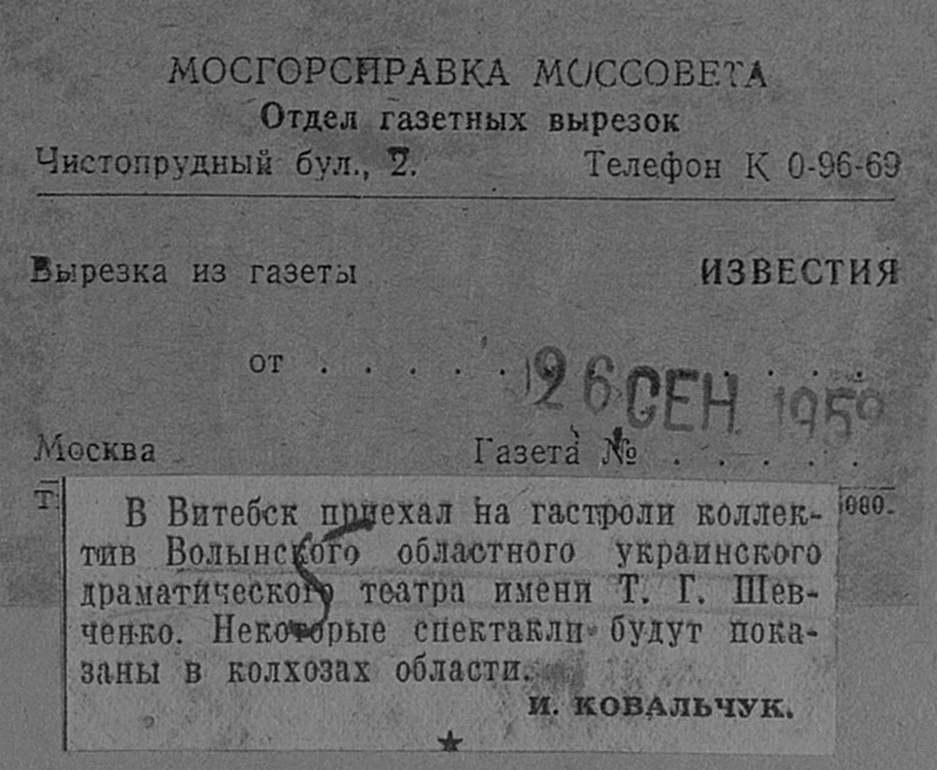 МОСГОРСПРАВКА МОССОВЕТА
Отдел газетных вырезок
Чистопрудный бул., 2. Телефон К 0-96-69
Вырезка из газеты ИЗВЕСТИЯ
от . . . . . 26 СЕН 1959
Москва Газета № . . . . .
В Витебск приехал на гастроли коллек-
тив Волынского областного украинского
драматического театра имени Т. Г. Шев-
ченко. Некоторые спектакли будут пока-
заны в колхозах области.
И. КОВАЛЬЧУК.